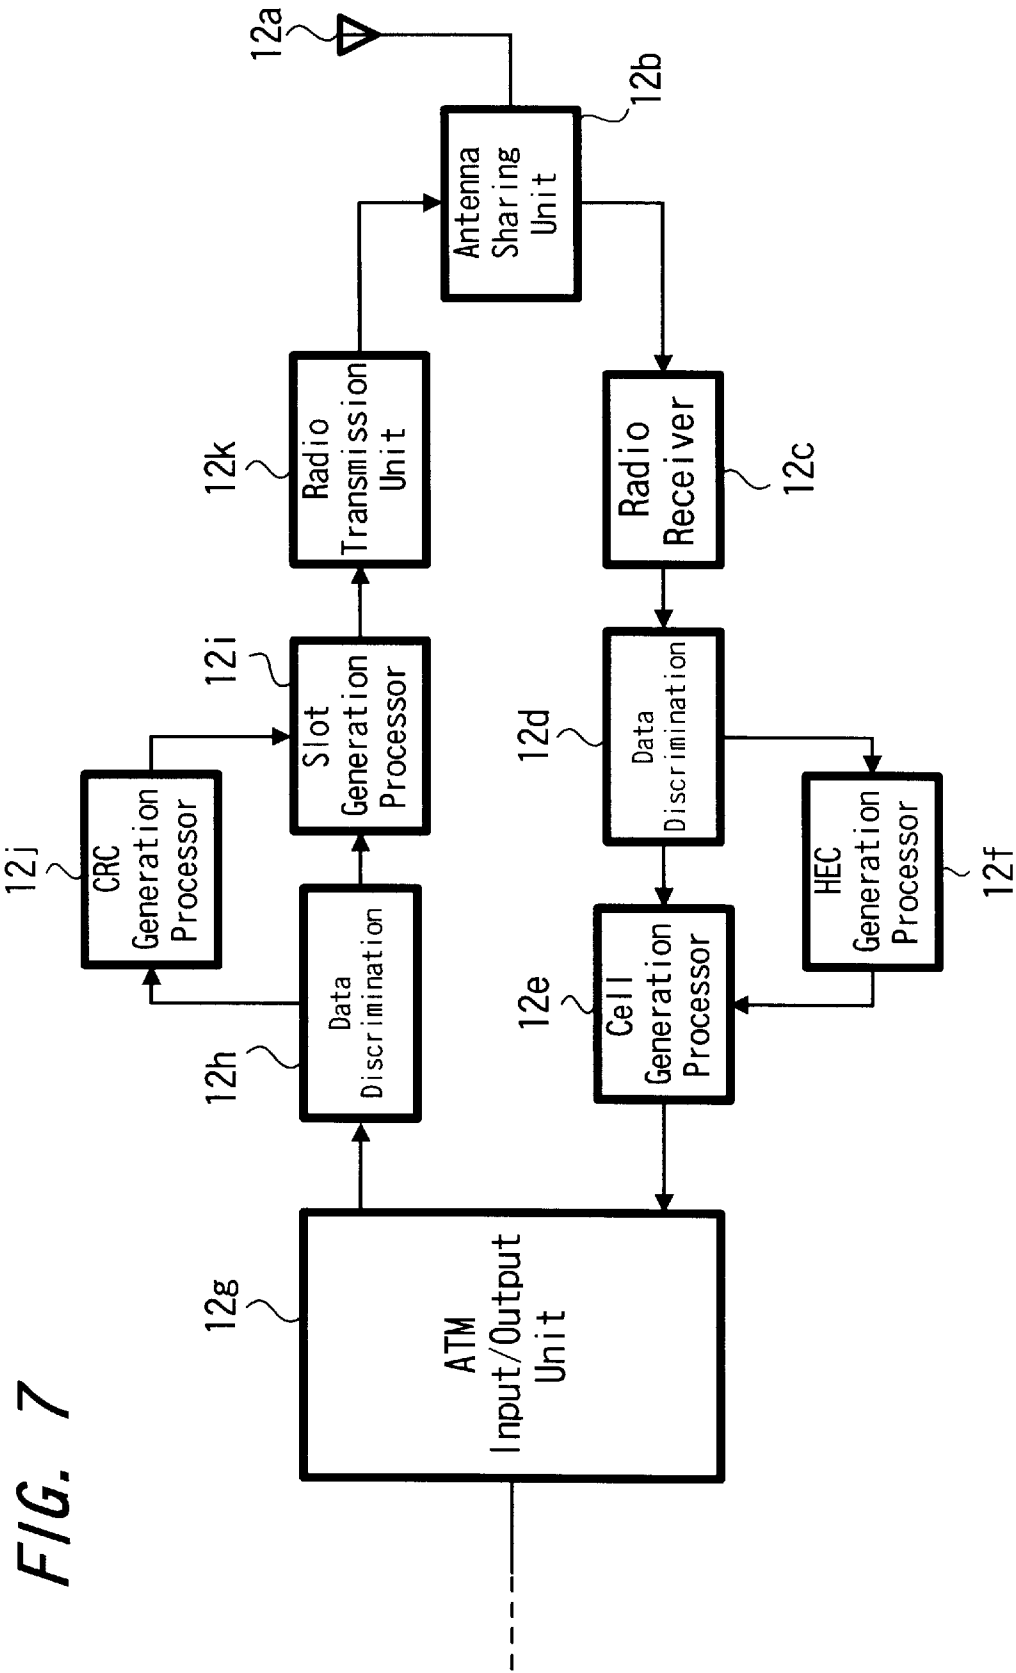 FIG. 7
12j
CRC
Generation
Processor
12g
12h
12i
12k
12a
ATM
Input/Output
Unit
Data
Discrimination
Slot
Generation
Processor
Radio
Transmission
Unit
Antenna
Sharing
Unit
12b
12e
Cell
Generation
Processor
12d
Data
Discrimination
Radio
Receiver
12c
HEC
Generation
Processor
12f